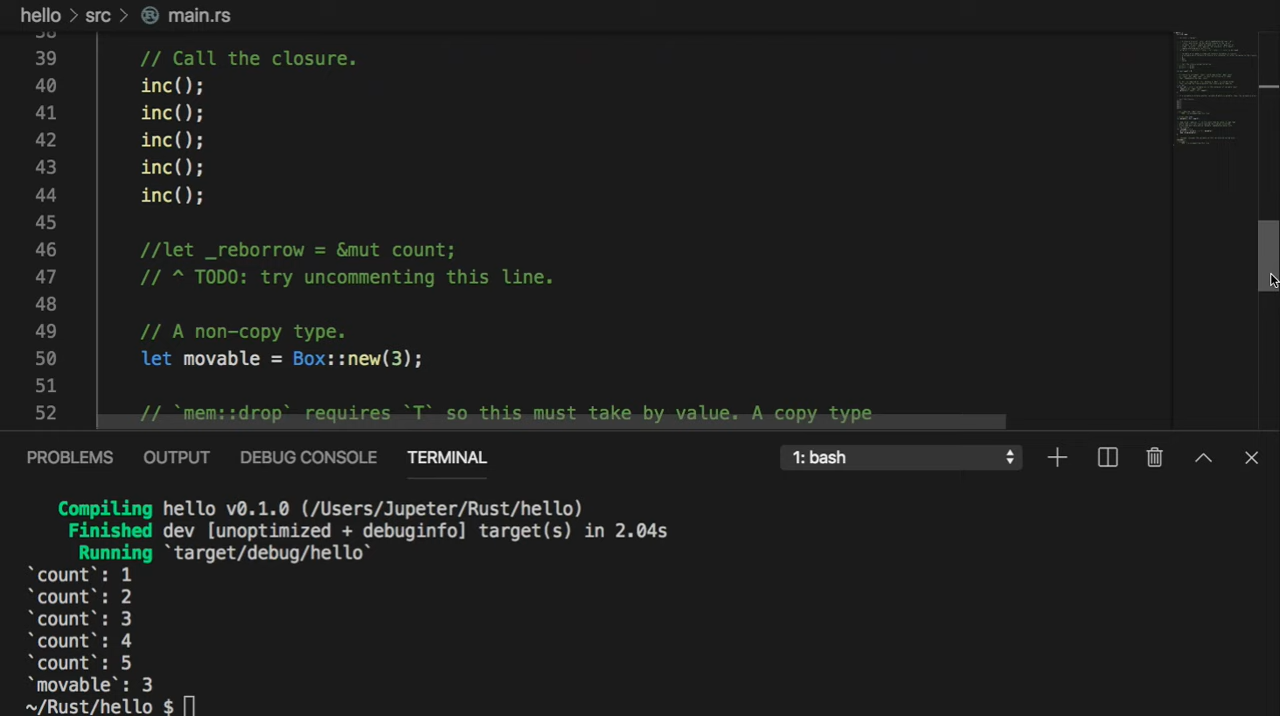 hello > src > main.rs
38
39 // Call the closure.
40 inc();
41 inc();
42 inc();
43 inc();
44 inc();
45
46 //let _reborrow = &mut count;
47 // ^ TODO: try uncommenting this line.
48
49 // A non-copy type.
50 let movable = Box::new(3);
51
52 // `mem::drop` requires `T` so this must take by value. A copy type
PROBLEMS OUTPUT DEBUG CONSOLE TERMINAL 1: bash
Compiling hello v0.1.0 (/Users/Jupeter/Rust/hello)
Finished dev [unoptimized + debuginfo] target(s) in 2.04s
Running `target/debug/hello`
`count`: 1
`count`: 2
`count`: 3
`count`: 4
`count`: 5
`movable`: 3
~/Rust/hello $